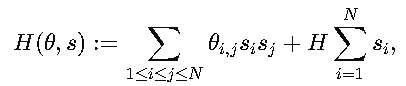 H(θ, s) := ∑_{1≤i≤j≤N} θ_{i,j} s_i s_j + H ∑_{i=1}^{N} s_i,